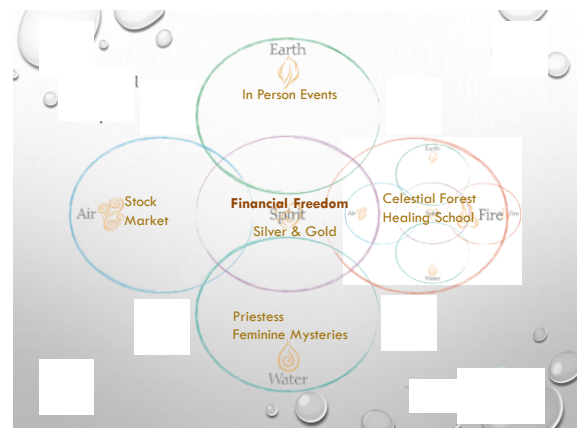 Earth
In Person Events
Earth
Stock
Market
Air
Financial Freedom
Spirit
Silver & Gold
Celestial Forest
Healing School
Air
Fire
Fire
Water
Priestess
Feminine Mysteries
Water